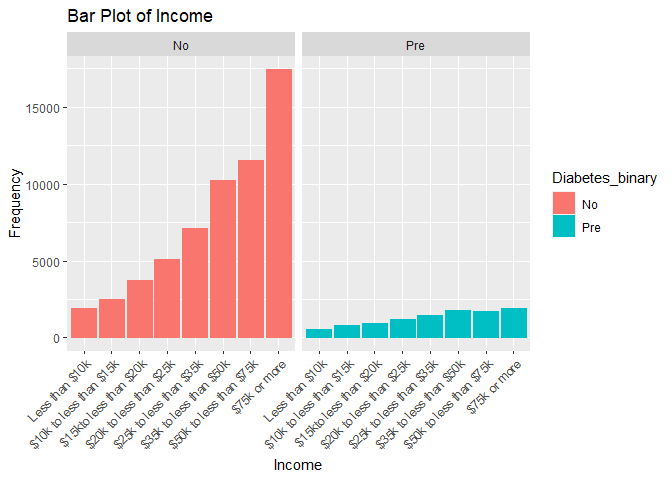 Bar Plot of Income
No
Pre
15000
10000
5000
0
Frequency
Less than $10k
$10k to less than $15k
$15kto less than $20k
$20k to less than $25k
$25k to less than $35k
$35k to less than $50k
$50k to less than $75k
$75k or more
Less than $10k
$10k to less than $15k
$15kto less than $20k
$20k to less than $25k
$25k to less than $35k
$35k to less than $50k
$50k to less than $75k
$75k or more
Income
Diabetes_binary
No
Pre